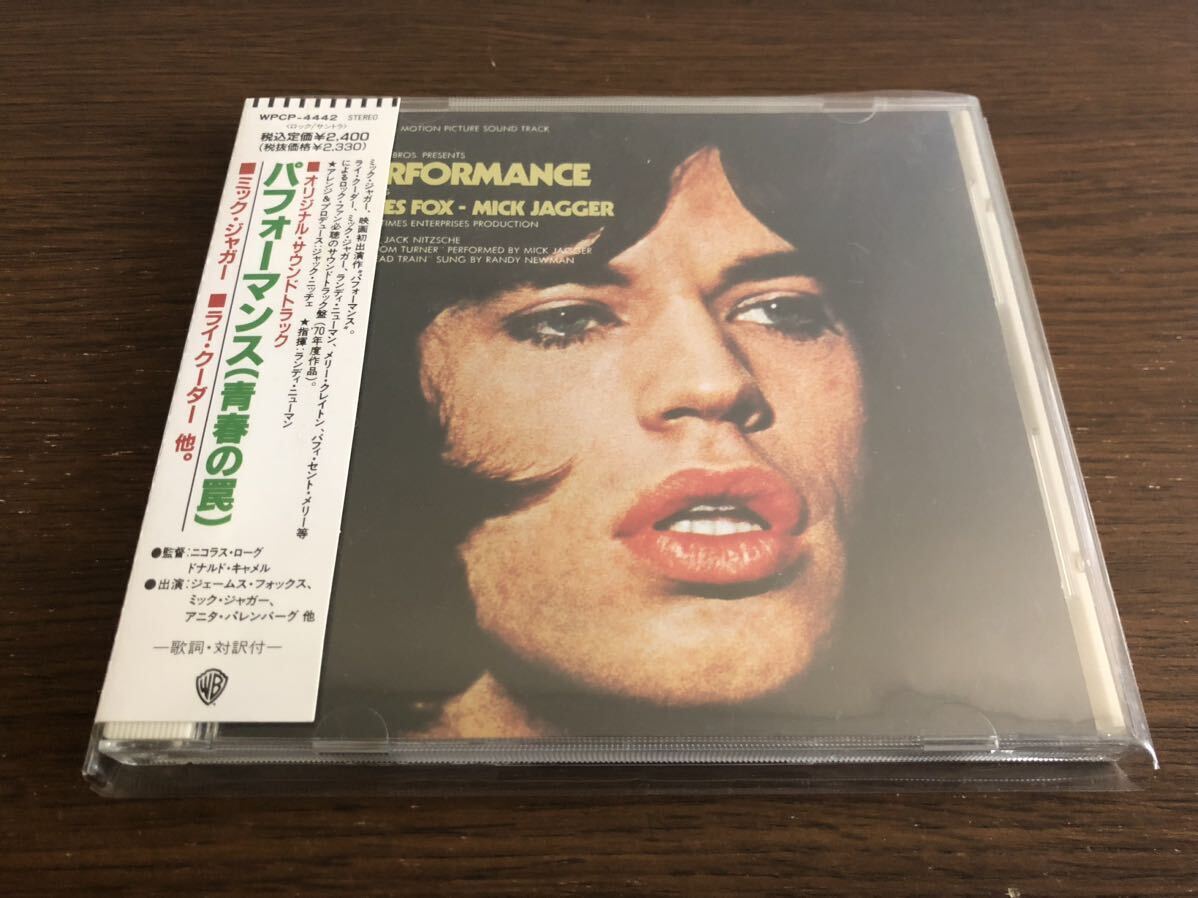 WPCP-4442 STEREO
〈ロック/サントラ〉
税込定価¥2,400
(税抜価格¥2,330)
ミック・ジャガー、映画初出演作“パフォーマンス”。
ライ・クーダー、ミック・ジャガー、ランディ・ニューマン、メリー・クレイトン、バフィ・セント・メリー等
によるロック・ファン必聴のサウンドトラック盤('70年度作品)。
★アレンジ&プロデュース:ジャック・ニッチェ ★指揮:ランディ・ニューマン
■オリジナル・サウンドトラック
パフォーマンス(青春の罠)
■ミック・ジャガー ■ライ・クーダー 他。
●監督:ニコラス・ローグ
ドナルド・キャメル
●出演:ジェームス・フォックス、
ミック・ジャガー、
アニタ・パレンバーグ 他
—歌詞・対訳付—
WB
MOTION PICTURE SOUND TRACK
BROS. PRESENTS
RFORMANCE
ES FOX - MICK JAGGER
TIMES ENTERPRISES PRODUCTION
JACK NITZSCHE
OM TURNER" PERFORMED BY MICK JAGGER
EAD TRAIN" SUNG BY RANDY NEWMAN